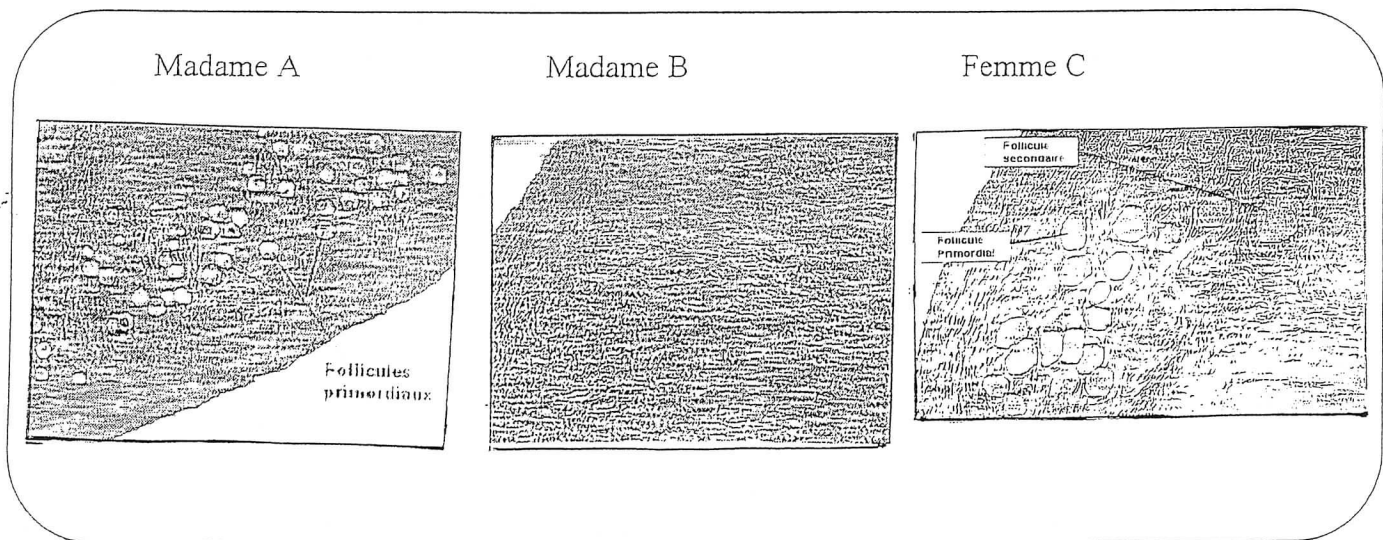 Madame A
Madame B
Femme C
Follicule
secondaire
Follicule
Primordial
Follicules
primordiaux